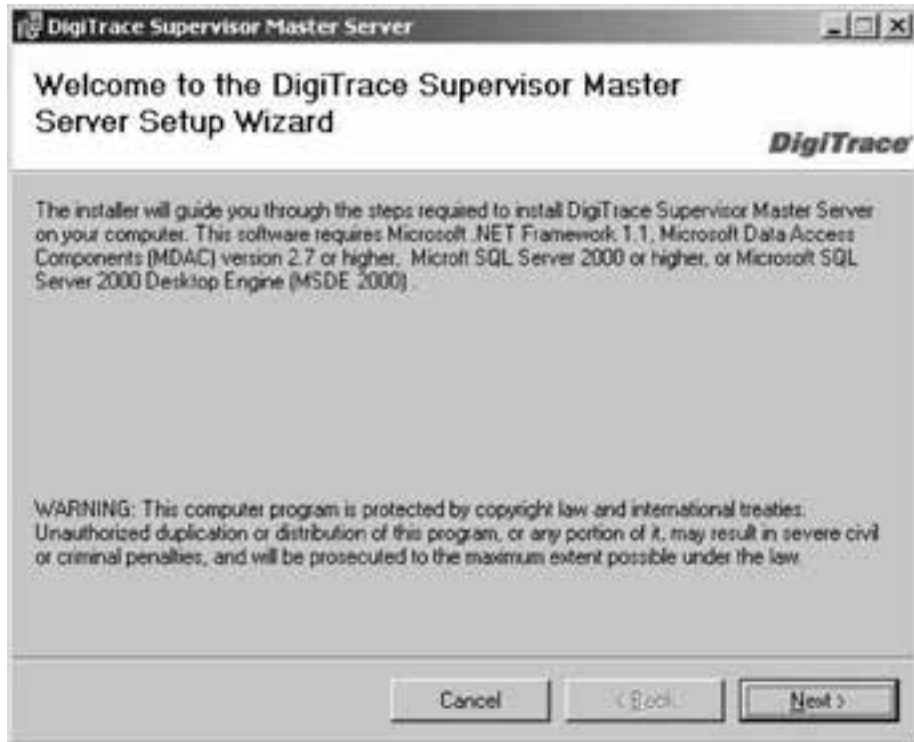 DigiTrace Supervisor Master Server
Welcome to the DigiTrace Supervisor Master
Server Setup Wizard
DigiTrace
The installer will guide you through the steps required to install DigiTrace Supervisor Master Server
on your computer. This software requires Microsoft .NET Framework 1.1, Microsoft Data Access
Components (MDAC) version 2.7 or higher, Microft SQL Server 2000 or higher, or Microsoft SQL
Server 2000 Desktop Engine (MSDE 2000) .
WARNING: This computer program is protected by copyright law and international treaties.
Unauthorized duplication or distribution of this program, or any portion of it, may result in severe civil
or criminal penalties, and will be prosecuted to the maximum extent possible under the law.
Cancel
< Back
Next >